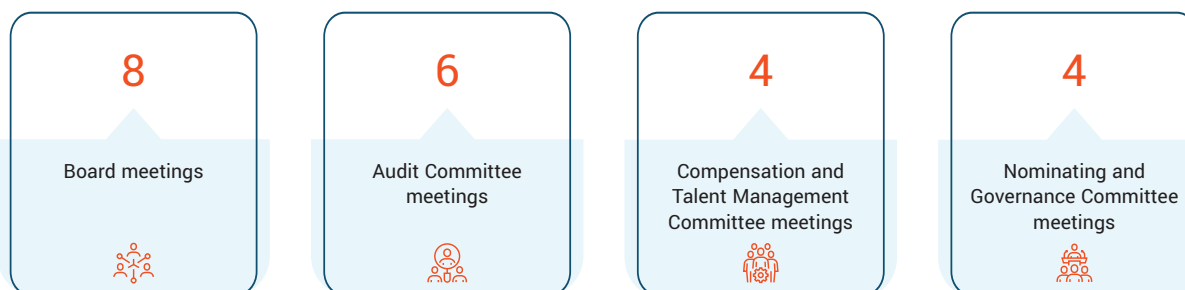 8
Board meetings
6
Audit Committee
meetings
4
Compensation and
Talent Management
Committee meetings
4
Nominating and
Governance Committee
meetings